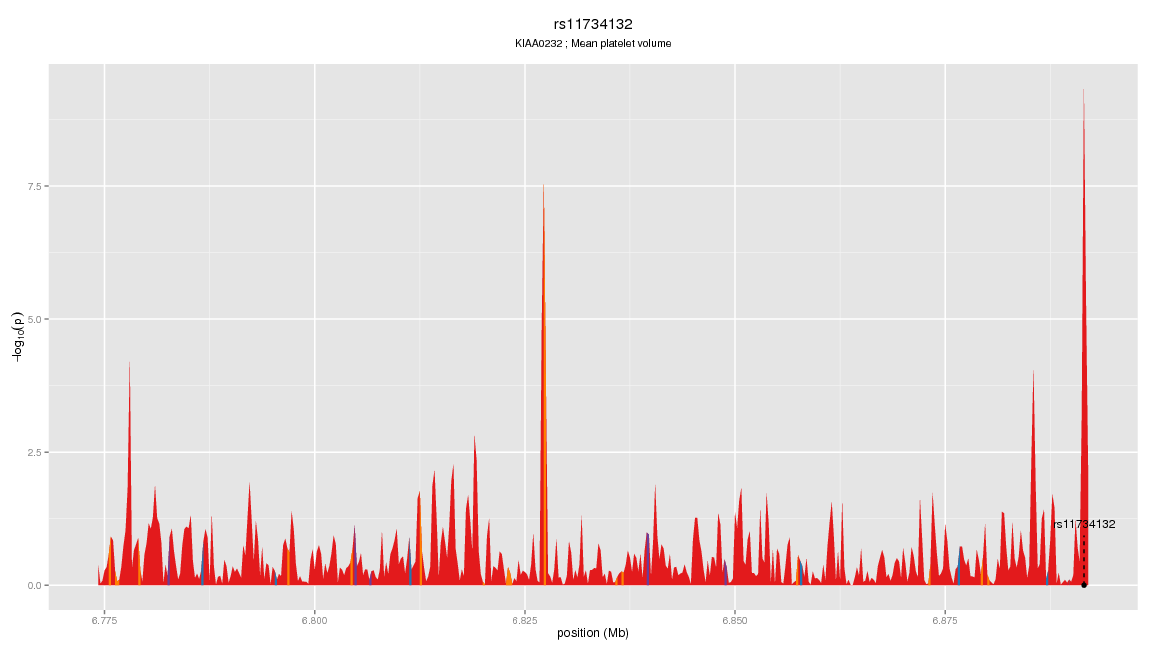 rs11734132
KIAA0232 ; Mean platelet volume
7.5
5.0
2.5
0.0
−log10(p)
rs11734132
6.775 6.800 6.825 6.850 6.875
position (Mb)